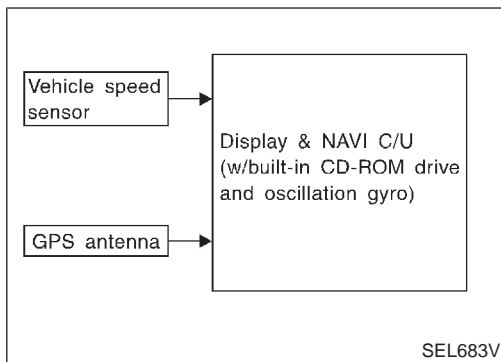 Vehicle speed
sensor
Display & NAVI C/U
(w/built-in CD-ROM drive
and oscillation gyro)
GPS antenna
SEL683V